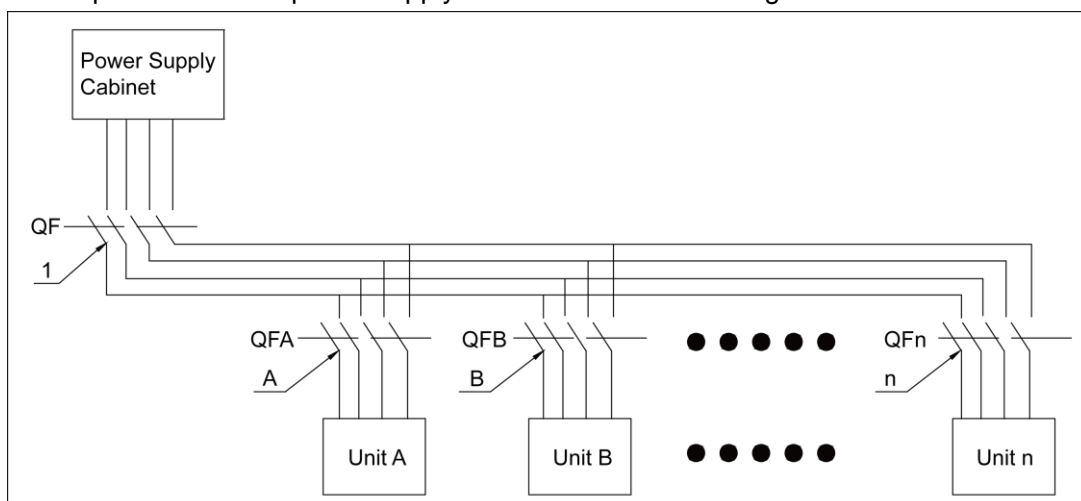 Power Supply
Cabinet
QF
1
QFA
QFB
QFn
A
B
n
Unit A
Unit B
Unit n